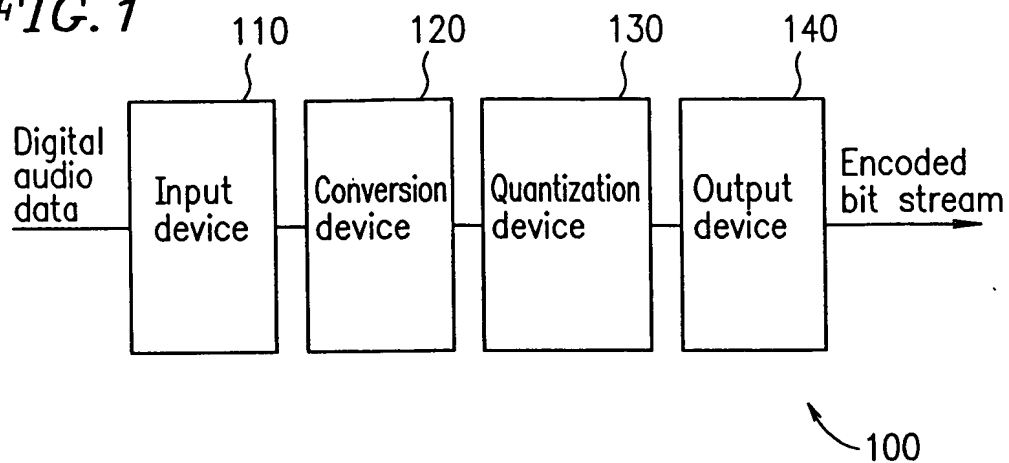 FIG. 1
110
120
130
140
Digital
audio
data
Input
device
Conversion
device
Quantization
device
Output
device
Encoded
bit stream
100